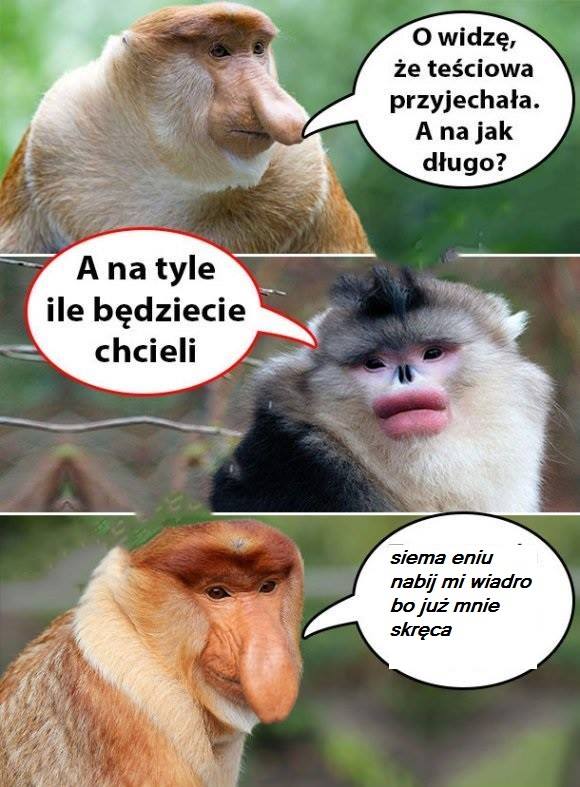 O widzę,
że teściowa
przyjechała.
A na jak
długo?
A na tyle
ile będziecie
chcieli
siema eniu
nabij mi wiadro
bo już mnie
skręca